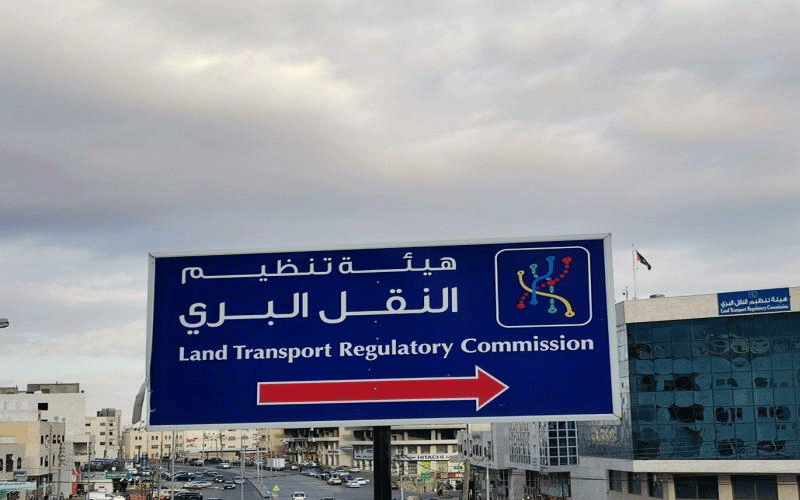 هيئة تنظيم
النقل البري
Land Transport Regulatory Commission
هيئة تنظيم النقل البري
Land Transport Regulatory Commission
HITACHI